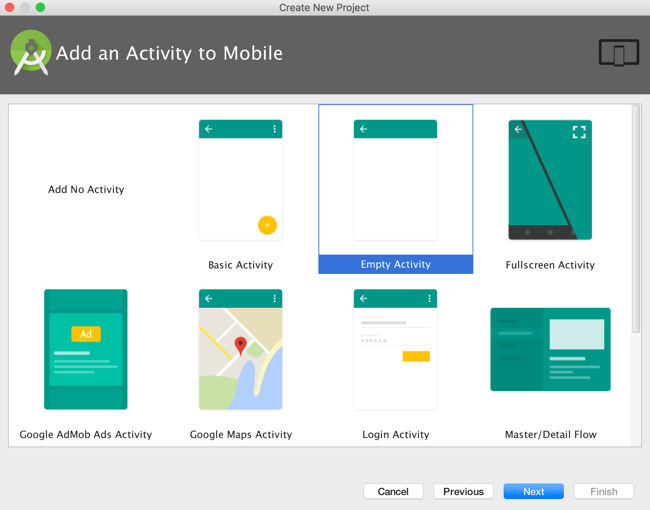 Create New Project
Add an Activity to Mobile
Add No Activity
Basic Activity
Empty Activity
Fullscreen Activity
Ad
Google AdMob Ads Activity
Google Maps Activity
Login Activity
Master/Detail Flow
Cancel
Previous
Next
Finish